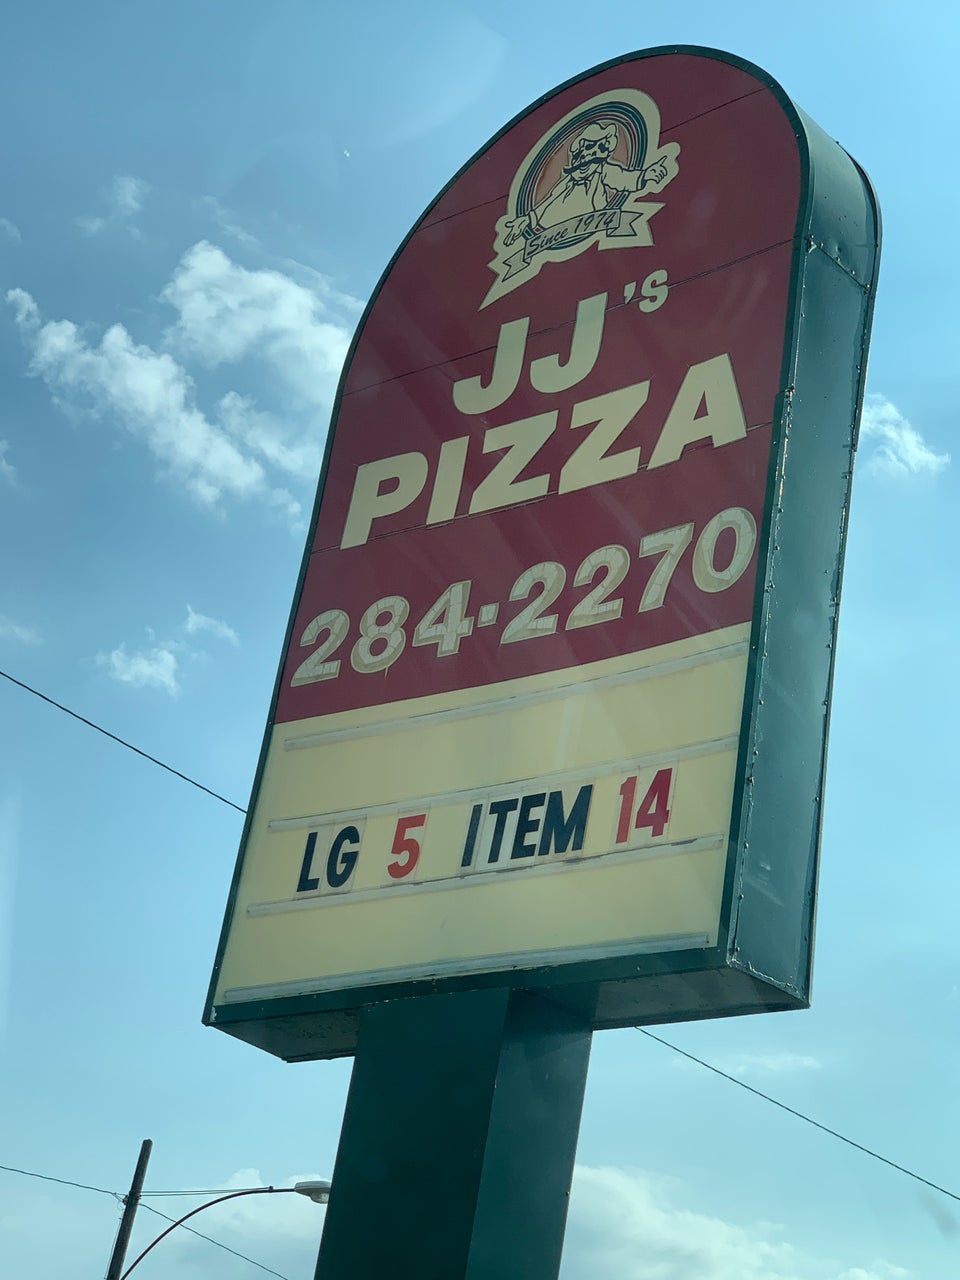 Since 1974
JJ's
PIZZA
284-2270
LG 5 ITEM 14